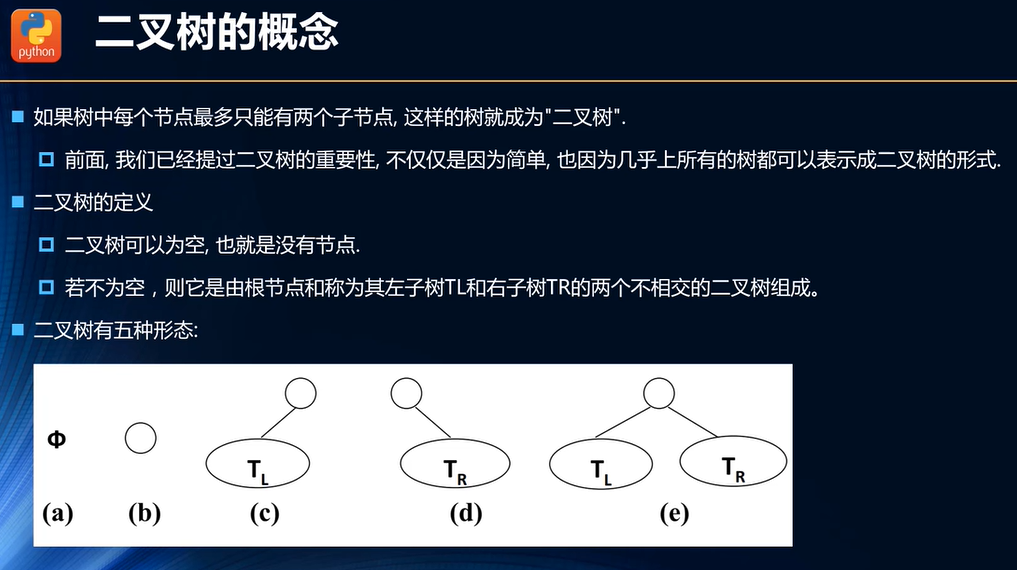 python
二叉树的概念
如果树中每个节点最多只能有两个子节点, 这样的树就成为"二叉树".
前面, 我们已经提过二叉树的重要性, 不仅仅是因为简单, 也因为几乎上所有的树都可以表示成二叉树的形式.
二叉树的定义
二叉树可以为空, 也就是没有节点.
若不为空，则它是由根节点和称为其左子树TL和右子树TR的两个不相交的二叉树组成。
二叉树有五种形态:
Φ TL TR TL TR
(a) (b) (c) (d) (e)